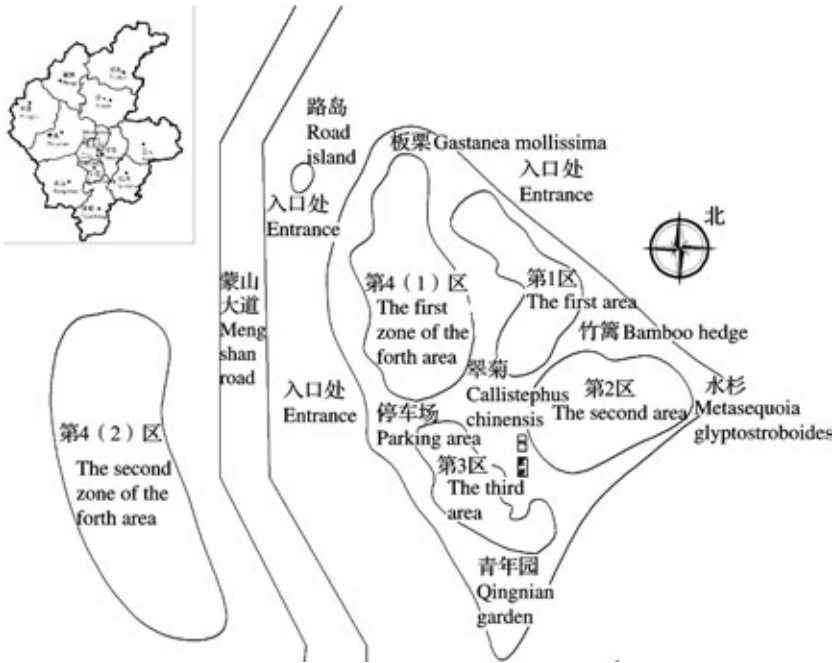 路岛
Road
island
板栗 Gastanea mollissima
入口处
Entrance
入口处
Entrance
北
蒙山
大道
Meng
shan
road
第4（1）区
The first
zone of the
forth area
第1区
The first area
竹篱 Bamboo hedge
翠菊
Callistephus
chinensis
第2区
The second area
水杉
Metasequoia
glyptostroboides
入口处
Entrance
停车场
Parking area
第4（2）区
The second
zone of the
forth area
第3区
The third
area
青年园
Qingnian
garden